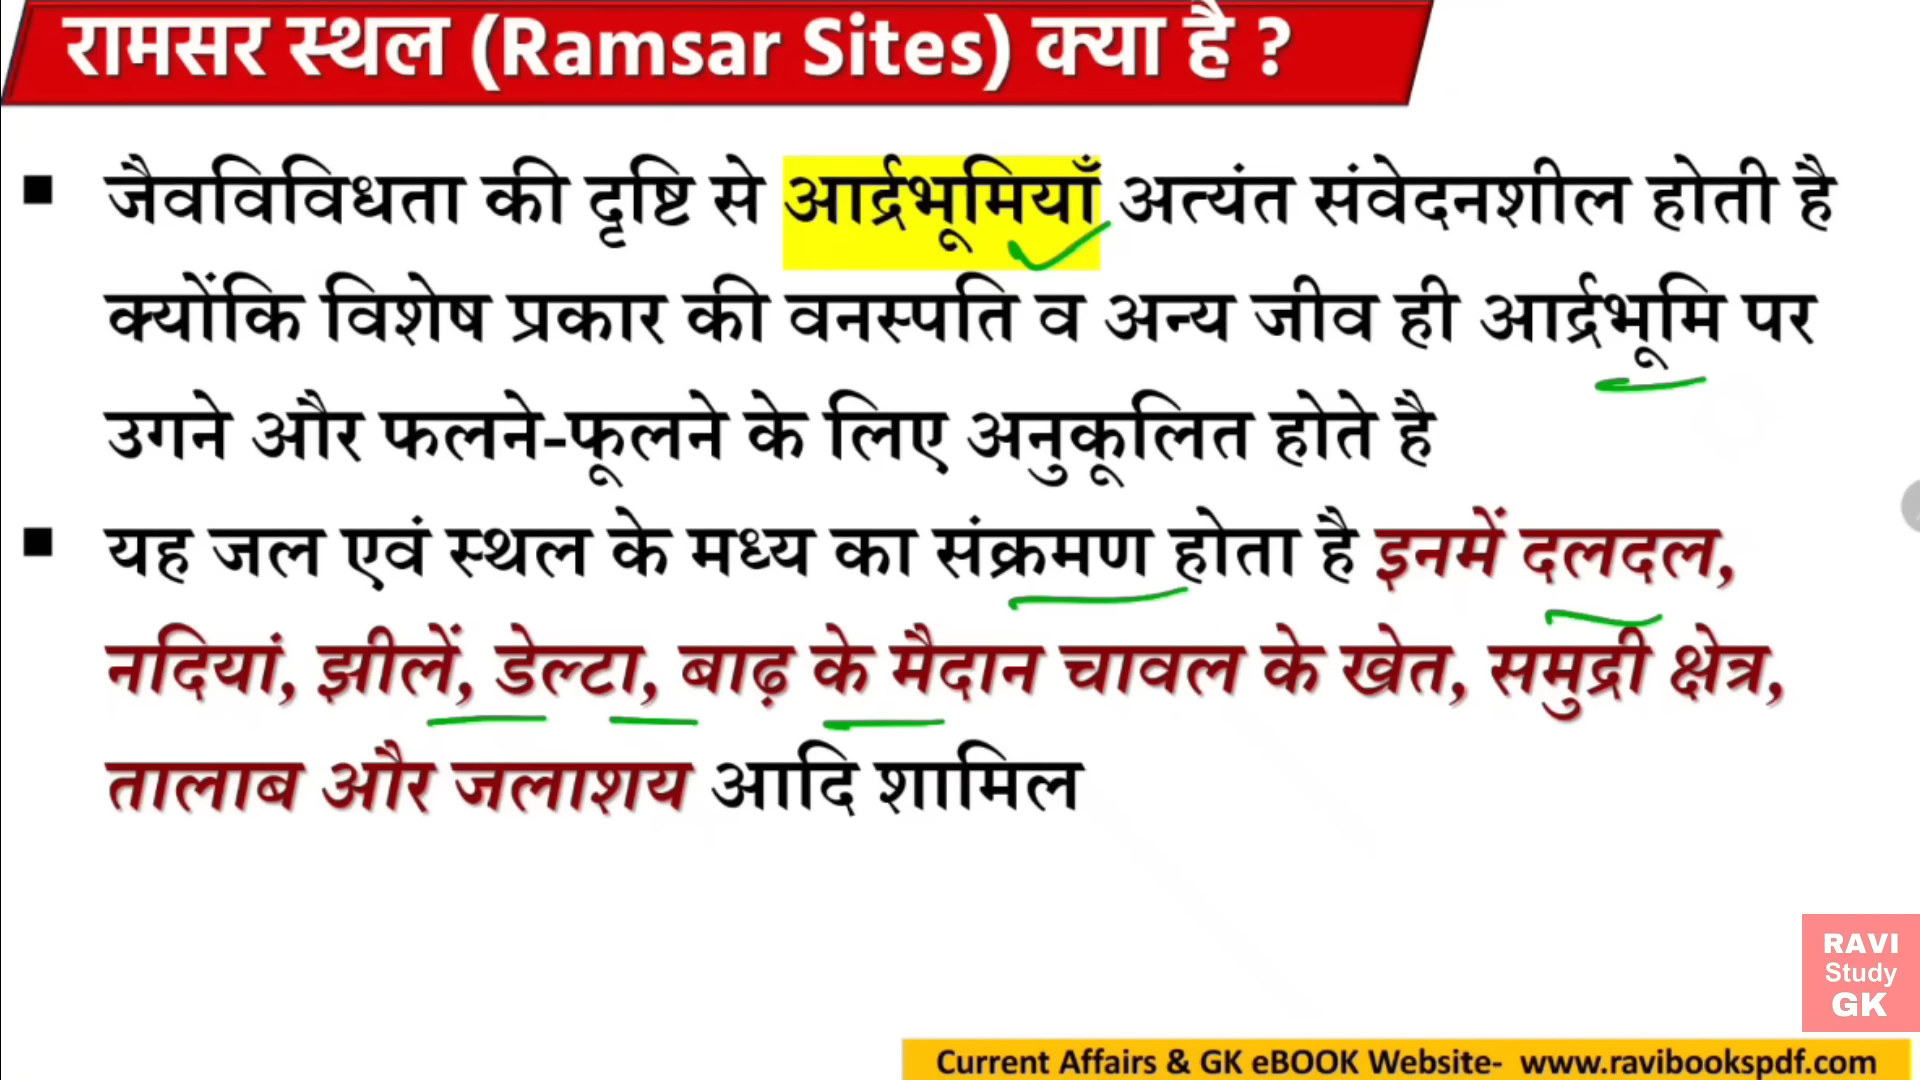 रामसर स्थल (Ramsar Sites) क्या है ?
▪ जैवविविधता की दृष्टि से आर्द्रभूमियाँ अत्यंत संवेदनशील होती है
क्योंकि विशेष प्रकार की वनस्पति व अन्य जीव ही आर्द्रभूमि पर
उगने और फलने-फूलने के लिए अनुकूलित होते है
▪ यह जल एवं स्थल के मध्य का संक्रमण होता है इनमें दलदल,
नदियां, झीलें, डेल्टा, बाढ़ के मैदान चावल के खेत, समुद्री क्षेत्र,
तालाब और जलाशय आदि शामिल
RAVI
Study
GK
Current Affairs & GK eBOOK Website- www.ravibookspdf.com